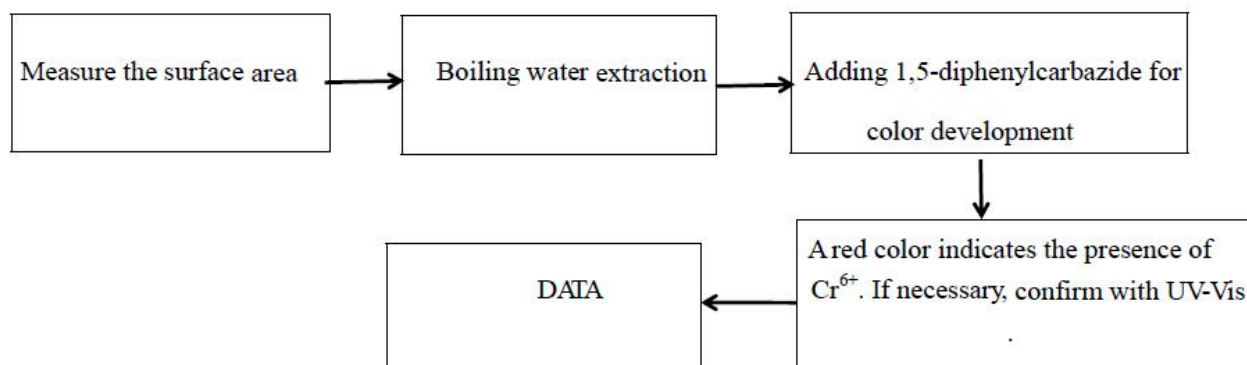 Measure the surface area
Boiling water extraction
Adding 1,5-diphenylcarbazide for
color development
A red color indicates the presence of
Cr⁶⁺. If necessary, confirm with UV-Vis
.
DATA